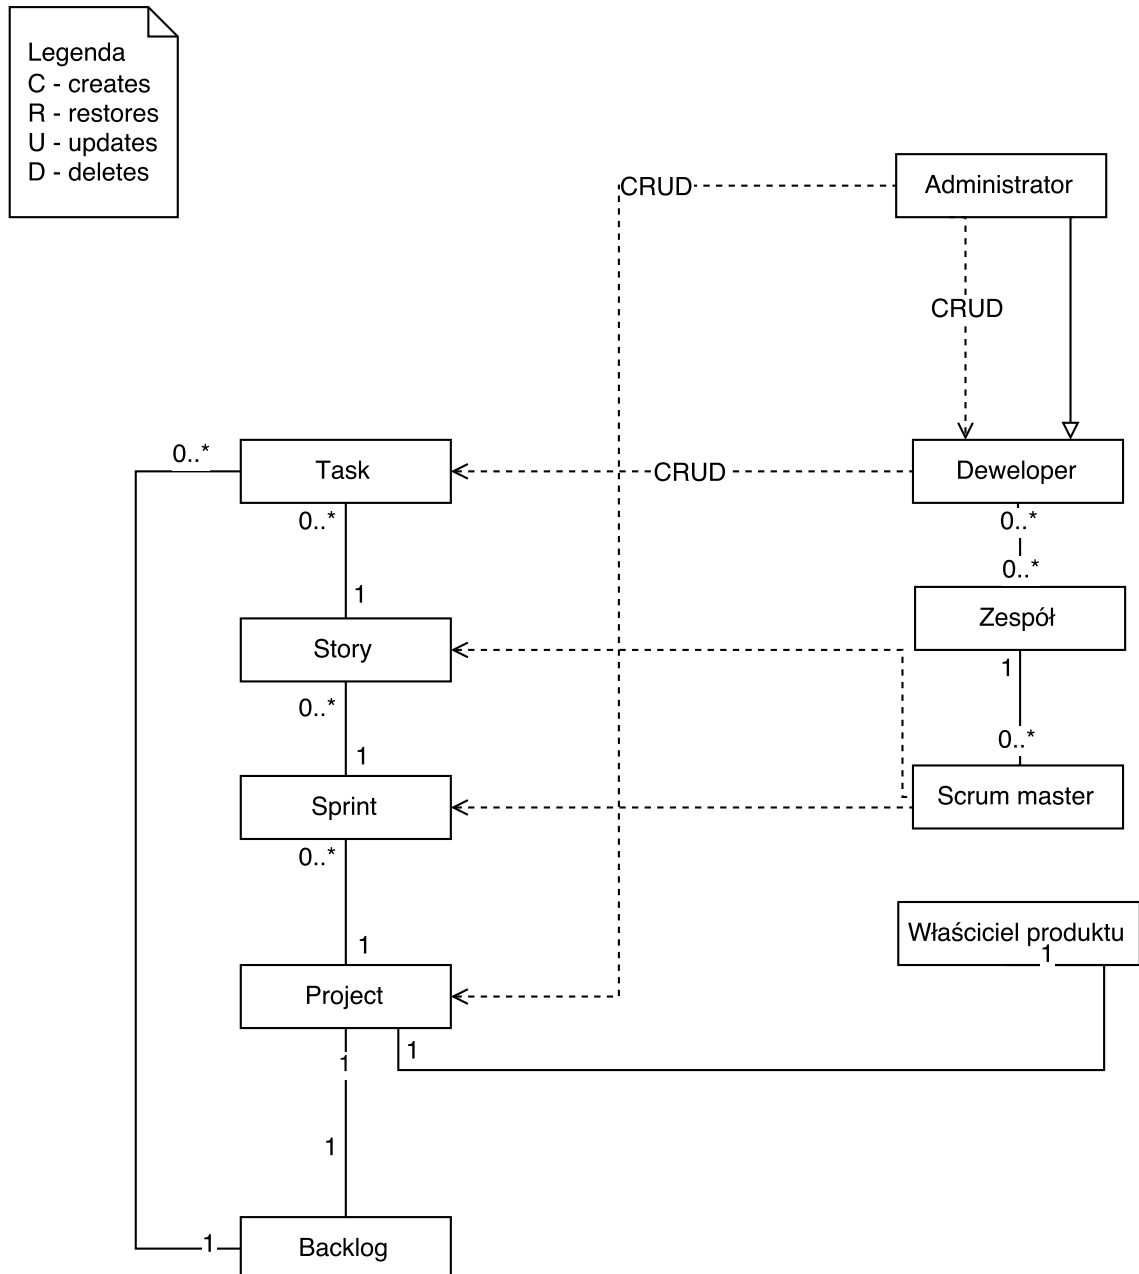 Legenda
C - creates
R - restores
U - updates
D - deletes
CRUD
Administrator
CRUD
0..*
Task
CRUD
Deweloper
0..*
0..*
0..*
1
Story
Zespół
1
0..*
0..*
1
Sprint
Scrum master
0..*
1
Właściciel produktu
1
Project
1
1
1
1
Backlog